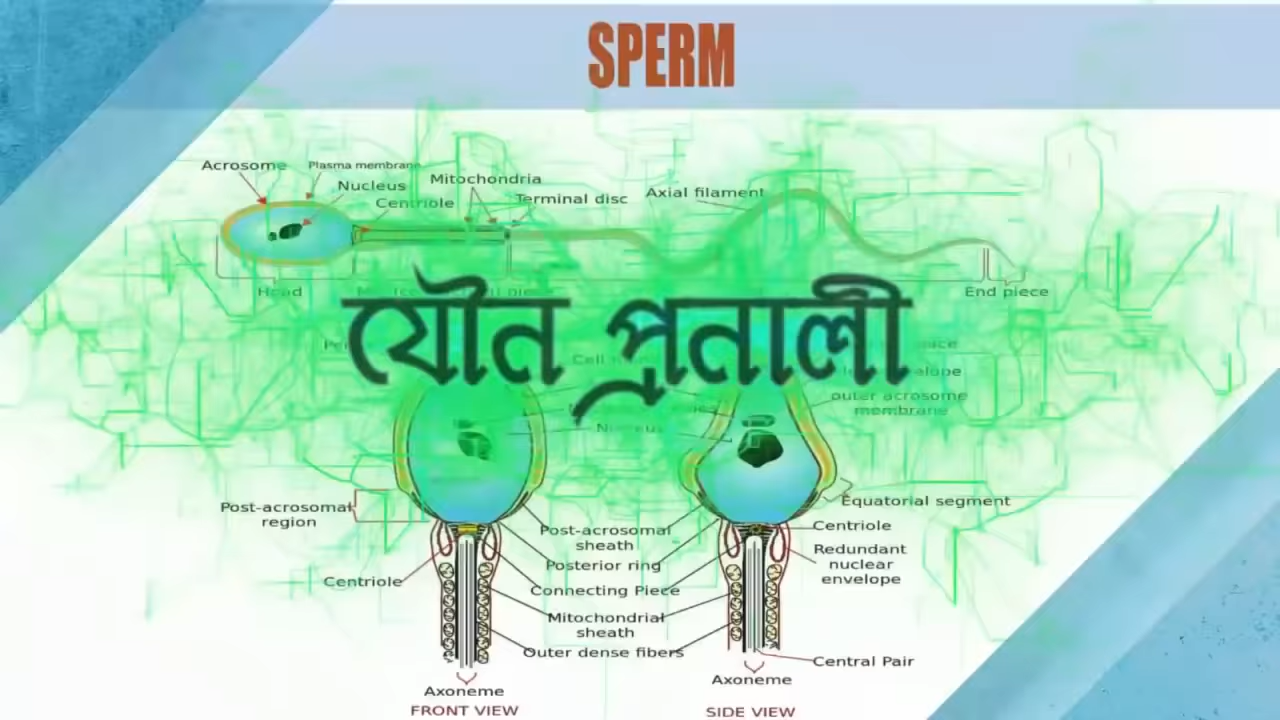 SPERM
Acrosome
Plasma membrane
Nucleus
Mitochondria
Centriole
Terminal disc
Axial filament
Head
End piece
যৌন প্রনালী
outer acrosome
membrane
Nucleus
Post-acrosomal
region
Equatorial segment
Post-acrosomal
sheath
Centriole
Posterior ring
Redundant
nuclear
envelope
Centriole
Connecting Piece
Mitochondrial
sheath
Outer dense fibers
Central Pair
Axoneme
Axoneme
FRONT VIEW
SIDE VIEW